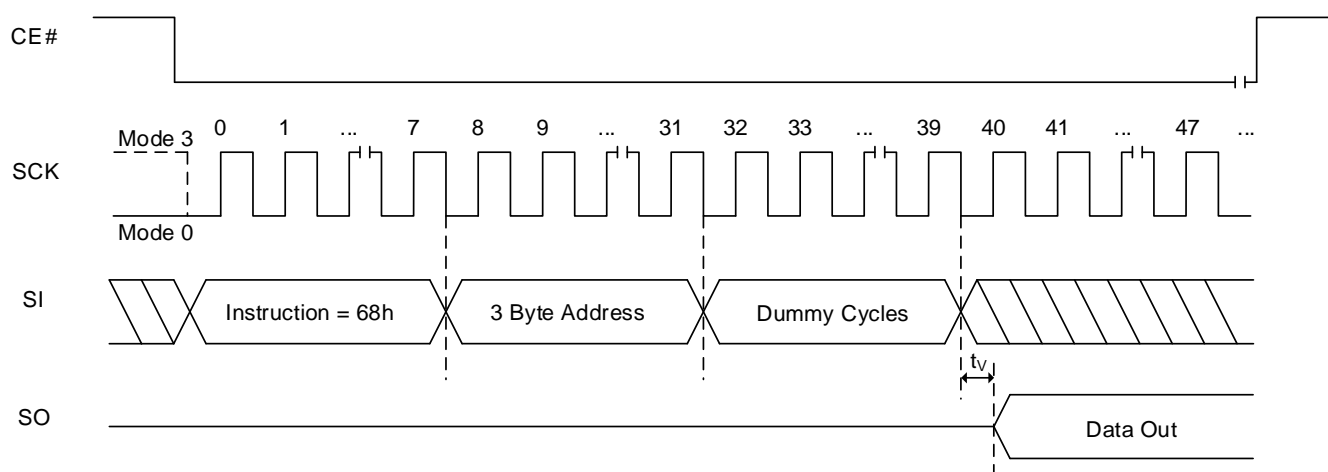 CE#
0 1 ... 7 8 9 ... 31 32 33 ... 39 40 41 ... 47 ...
Mode 3
SCK
Mode 0
SI
Instruction = 68h
3 Byte Address
Dummy Cycles
tV
SO
Data Out